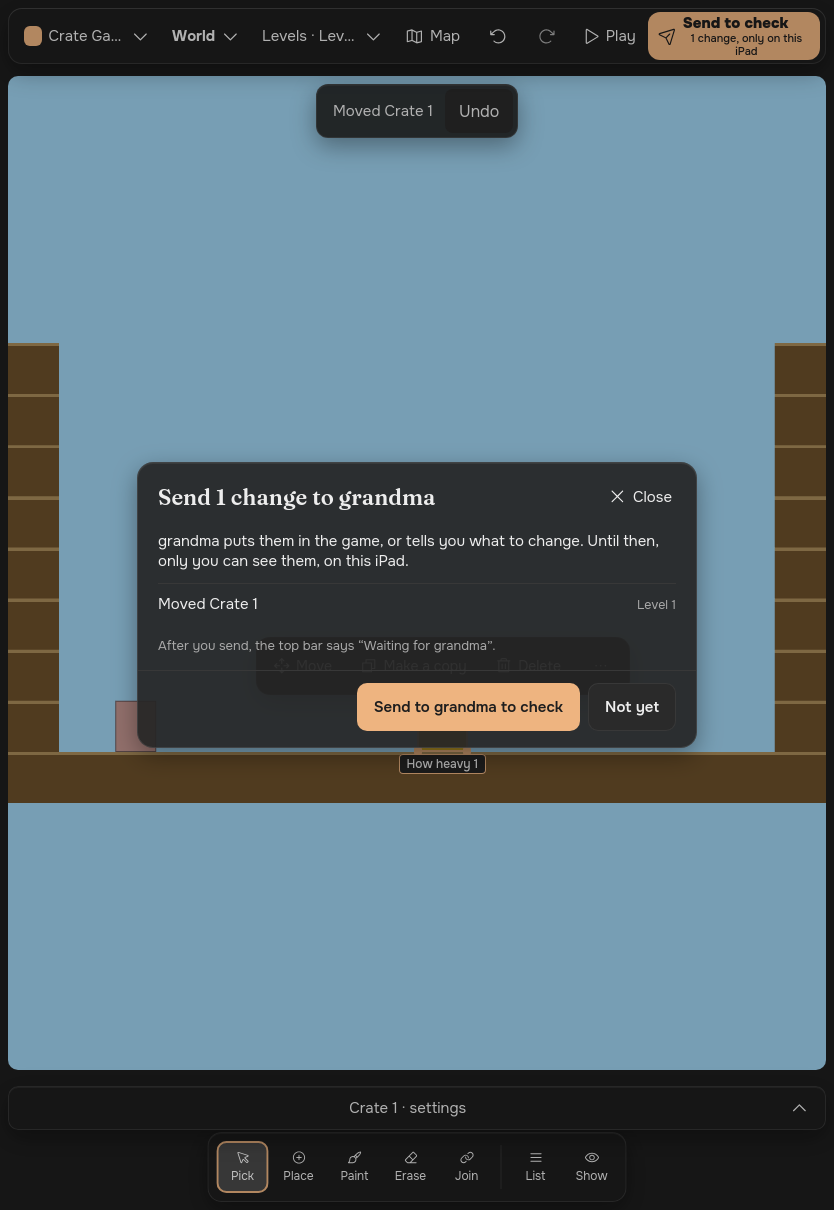 Crate Ga...
World
Levels · Lev...
Map
Play
Send to check
1 change, only on this
iPad
Moved Crate 1
Undo
Send 1 change to grandma
Close
grandma puts them in the game, or tells you what to change. Until then,
only you can see them, on this iPad.
Moved Crate 1
Level 1
After you send, the top bar says “Waiting for grandma”.
Move
Make a copy
Delete
Send to grandma to check
Not yet
How heavy 1
Crate 1 · settings
Pick
Place
Paint
Erase
Join
List
Show